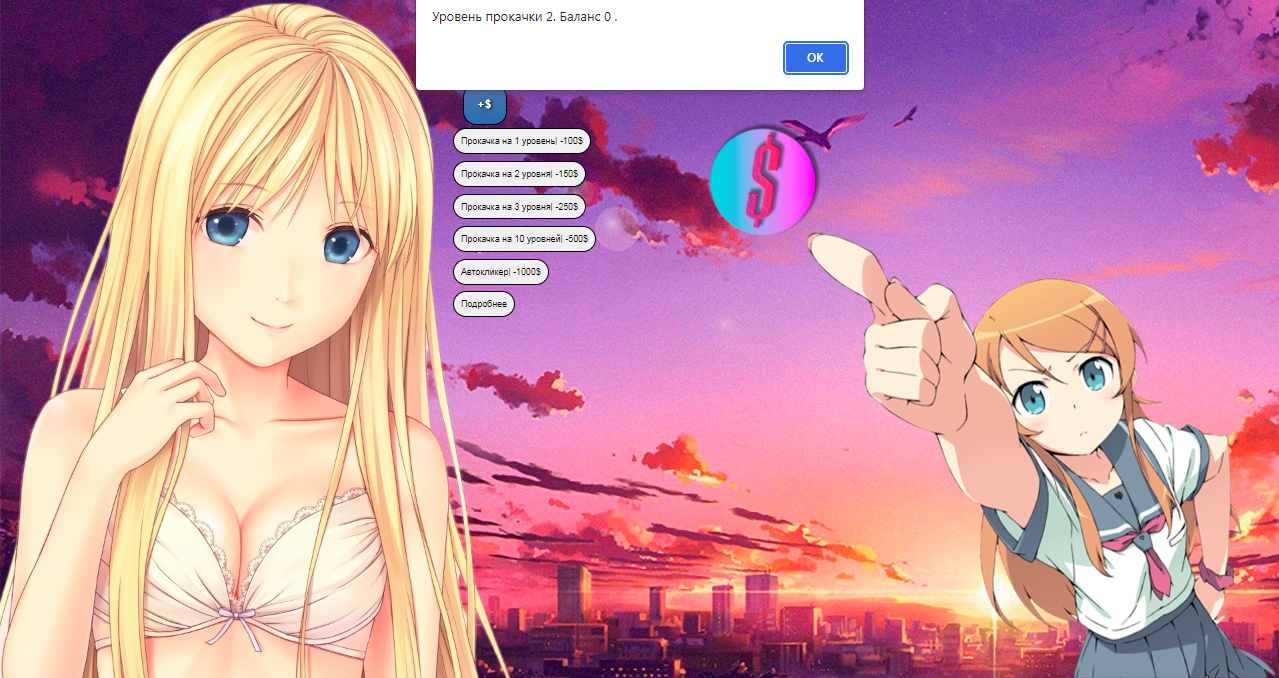 Уровень прокачки 2. Баланс 0 .
OK
+$
Прокачка на 1 уровень| -100$
Прокачка на 2 уровня| -150$
Прокачка на 3 уровня| -250$
Прокачка на 10 уровней| -500$
Автокликер| -1000$
Подробнее
$